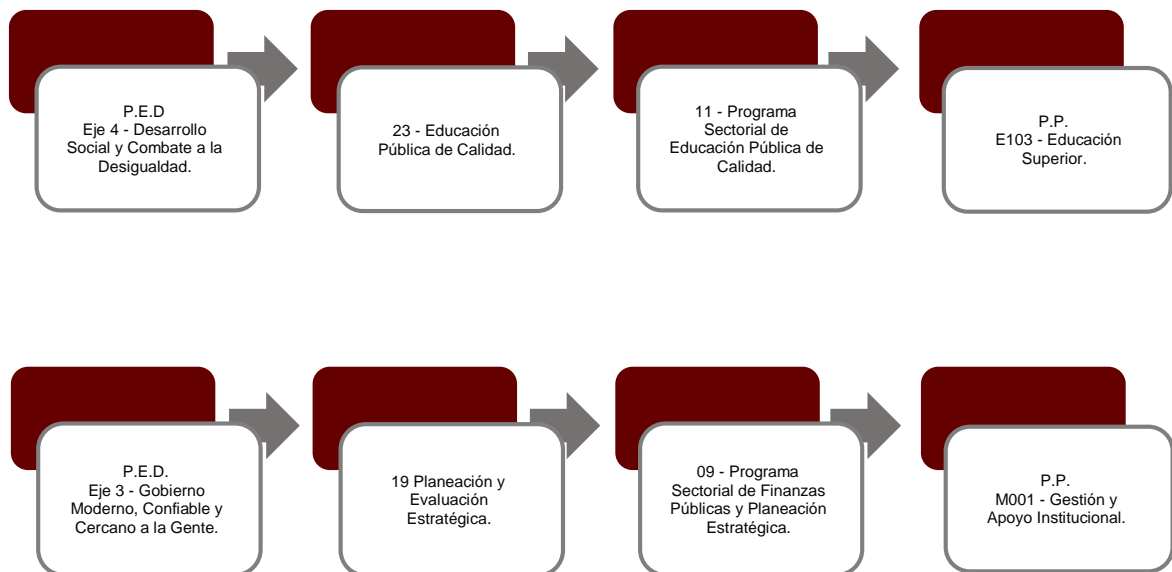 P.E.D
Eje 4 - Desarrollo
Social y Combate a la
Desigualdad.
23 - Educación
Pública de Calidad.
11 - Programa
Sectorial de
Educación Pública de
Calidad.
P.P.
E103 - Educación
Superior.
P.E.D.
Eje 3 - Gobierno
Moderno, Confiable y
Cercano a la Gente.
19 Planeación y
Evaluación
Estratégica.
09 - Programa
Sectorial de Finanzas
Públicas y Planeación
Estratégica.
P.P.
M001 - Gestión y
Apoyo Institucional.